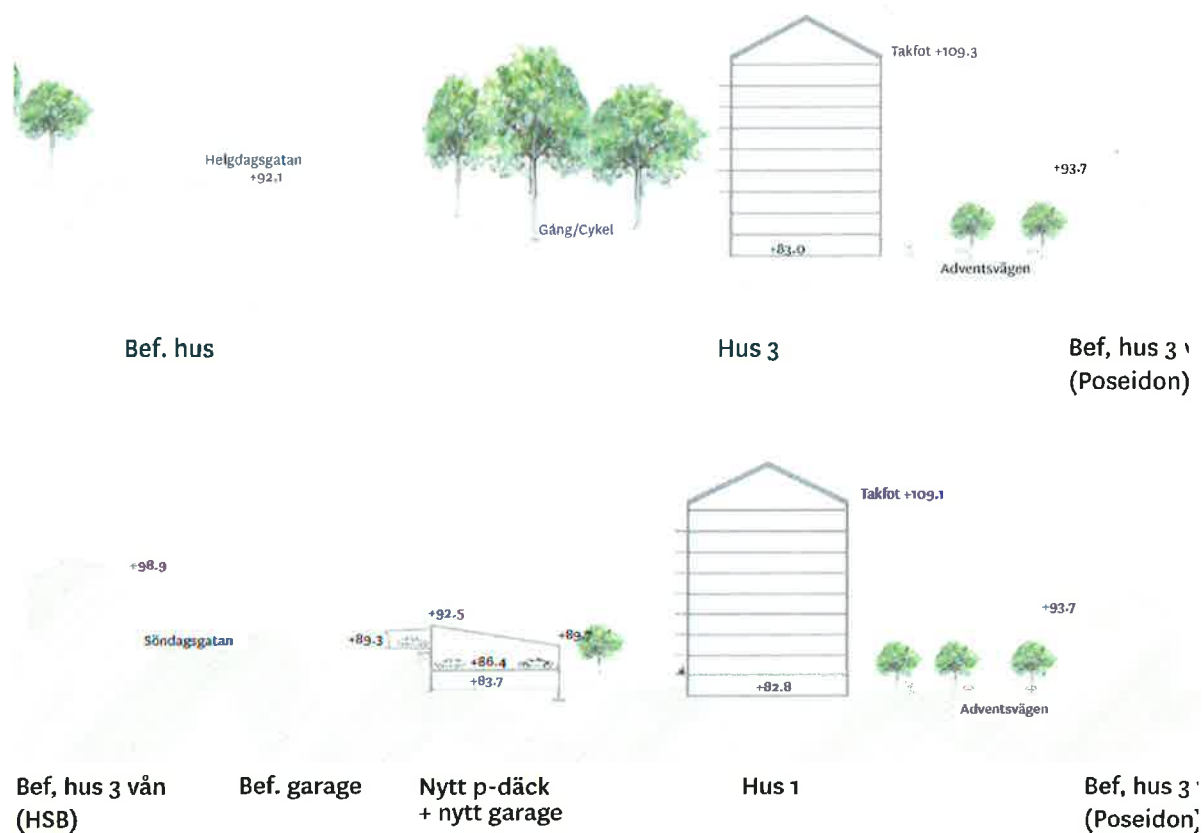 Takfot +109.3
Helgdagsgatan
+92.1
+93.7
Gång/Cykel
+83.0
Adventsvägen
Bef. hus
Hus 3
Bef, hus 3
(Poseidon)
Takfot +109.1
+98.9
+92.5
+93.7
Söndagsgatan
+89.3
+86.4
+83.7
+82.8
Adventsvägen
Bef, hus 3 vån
(HSB)
Bef. garage
Nytt p-däck
+ nytt garage
Hus 1
Bef, hus 3
(Poseidon)